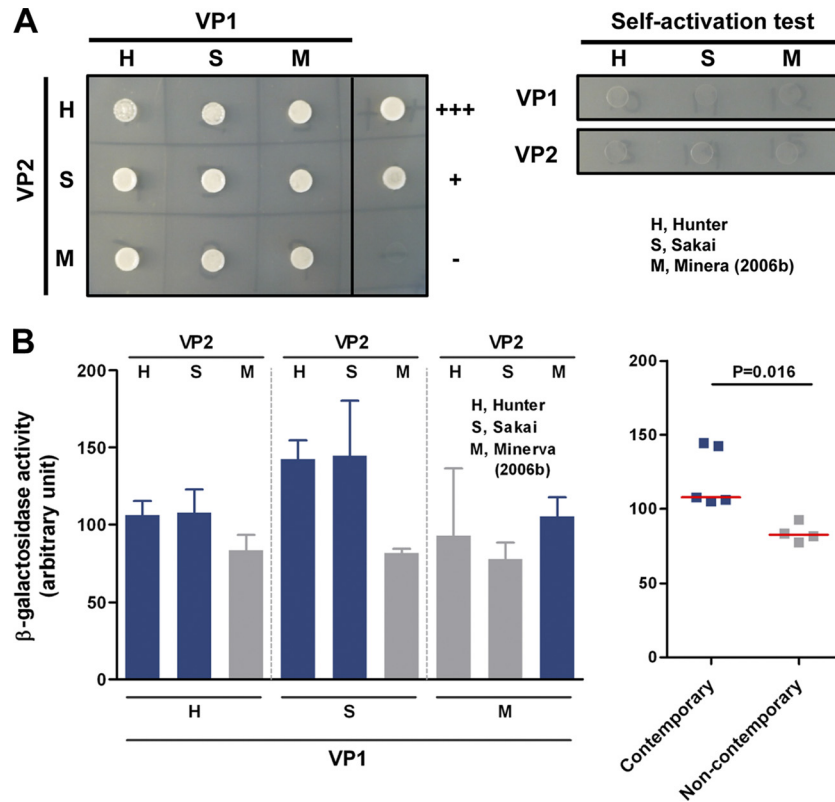 A
VP1
H S M
VP2
H
S
M
+++
+
-
Self-activation test
H S M
VP1
VP2
H, Hunter
S, Sakai
M, Minera (2006b)
B
β-galactosidase activity
(arbitrary unit)
200
150
100
50
0
VP2 VP2 VP2
H S M H S M H S M
H, Hunter
S, Sakai
M, Minerva
(2006b)
H S M
VP1
200
150
100
50
0
P=0.016
Contemporary
Non-contemporary